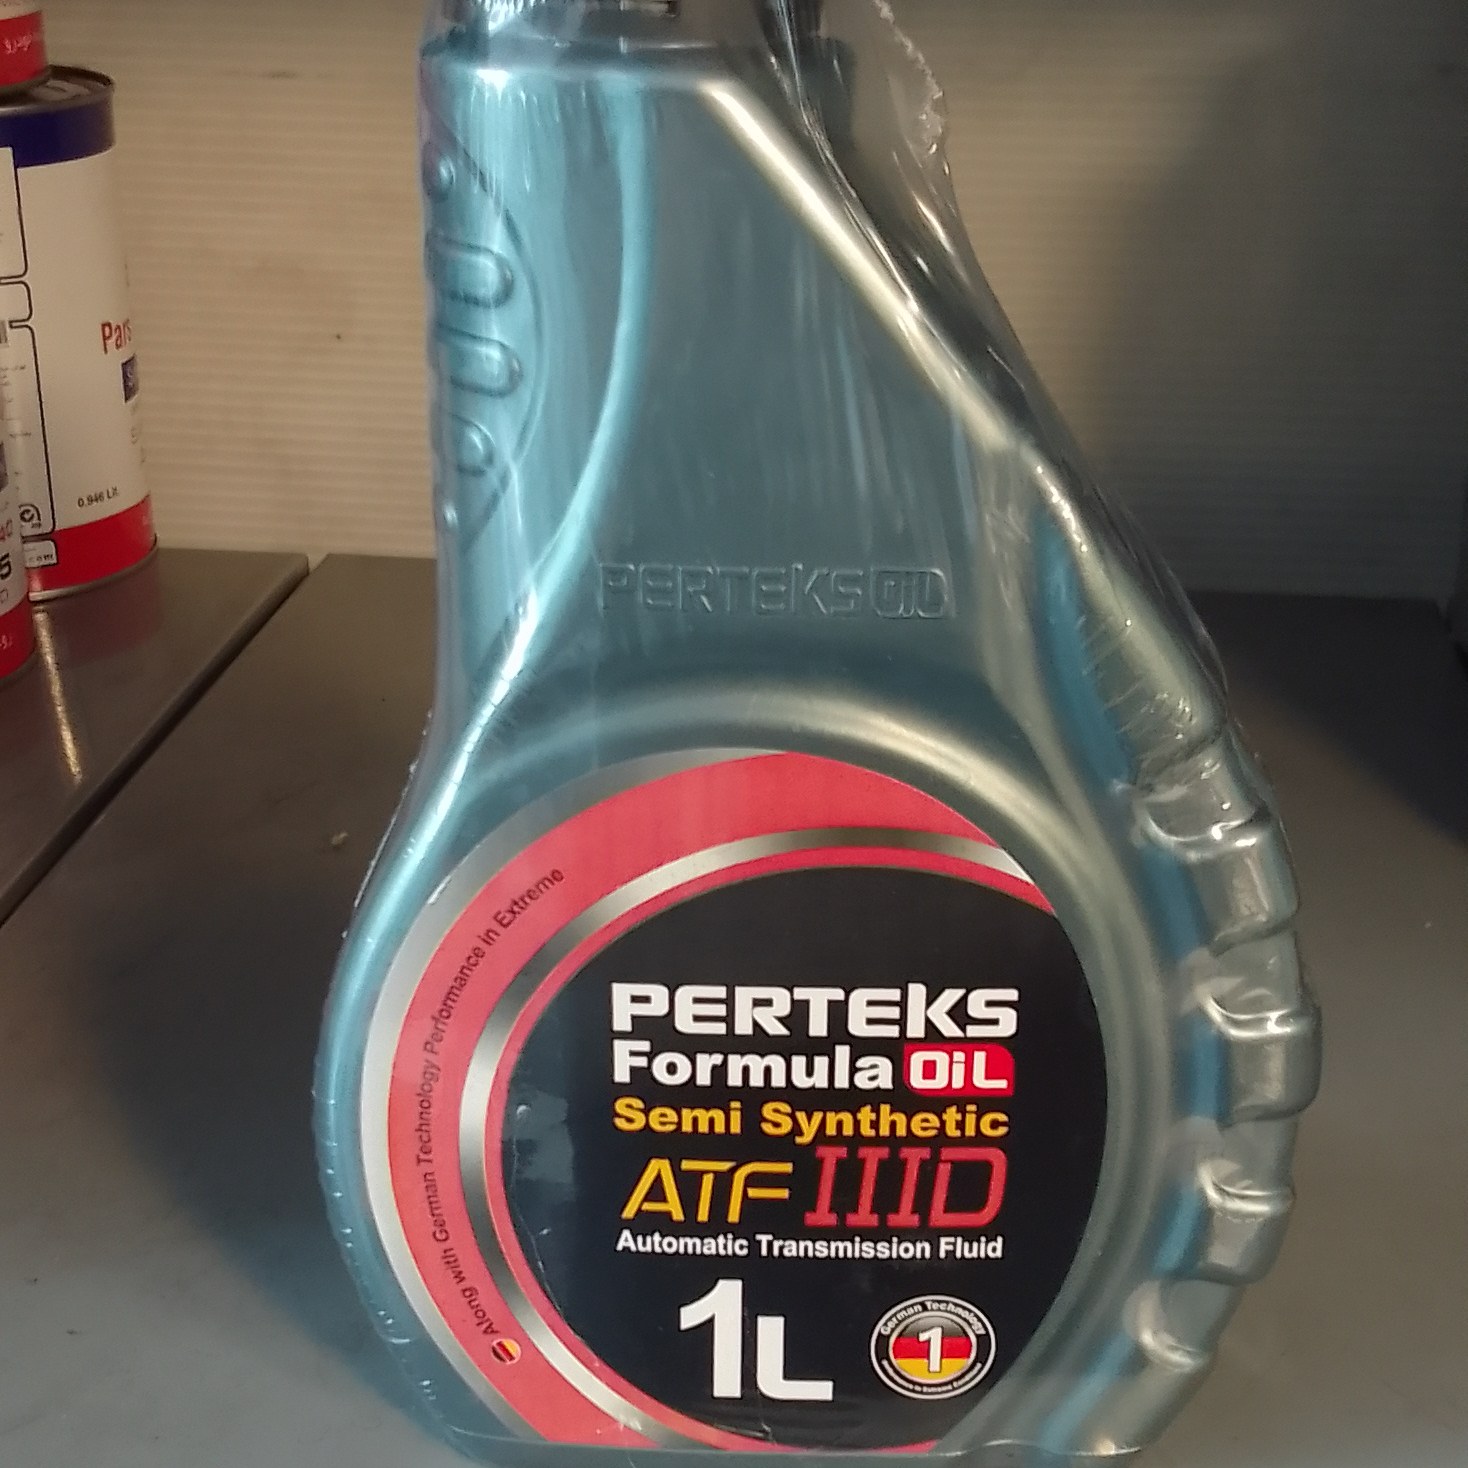 PERTEKS OiL
Along with German Technology Performance in Extreme
PERTEKS
Formula OiL
Semi Synthetic
ATF IIID
Automatic Transmission Fluid
1L
German Technology
1
Pars
0.946 Lit.